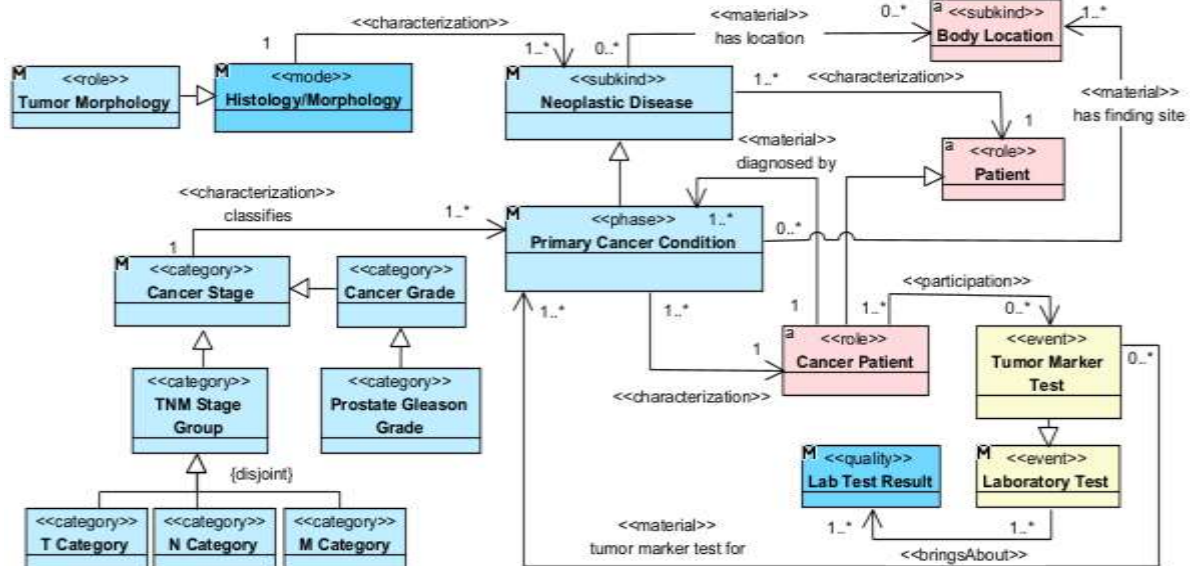 <<characterization>>
1
1..*
0..*
<<material>>
has location
0..*
a
<<subkind>>
Body Location
1..*
M
<<role>>
Tumor Morphology
M
<<mode>>
Histology/Morphology
M
<<subkind>>
Neoplastic Disease
1..*
<<characterization>>
1
<<material>>
has finding site
<<material>>
diagnosed by
a
<<role>>
Patient
<<characterization>>
classifies
1
1..*
M
<<phase>>
1..*
Primary Cancer Condition
0..*
M
<<category>>
Cancer Stage
<<category>>
Cancer Grade
1..*
1..*
1
1
1..*
<<participation>>
0..*
<<characterization>>
a
<<role>>
Cancer Patient
<<event>>
Tumor Marker
Test
0..*
<<category>>
TNM Stage
Group
<<category>>
Prostate Gleason
Grade
{disjoint}
M
<<quality>>
Lab Test Result
M
<<event>>
Laboratory Test
<<category>>
T Category
<<category>>
N Category
<<category>>
M Category
<<material>>
tumor marker test for
1..*
1..*
<<bringsAbout>>